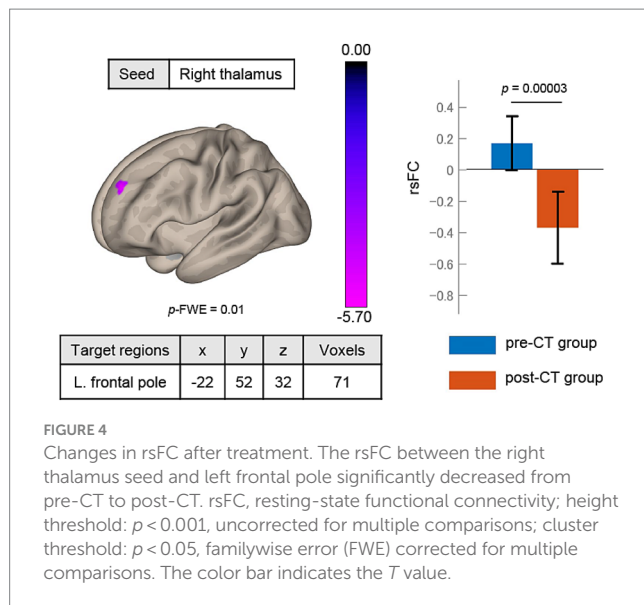 Seed Right thalamus
0.00
-5.70
p-FWE = 0.01
Target regions x y z Voxels
L. frontal pole -22 52 32 71
p = 0.00003
rsFC
0.4
0.2
0
-0.2
-0.4
-0.6
-0.8
pre-CT group
post-CT group
FIGURE 4
Changes in rsFC after treatment. The rsFC between the right
thalamus seed and left frontal pole significantly decreased from
pre-CT to post-CT. rsFC, resting-state functional connectivity; height
threshold: p < 0.001, uncorrected for multiple comparisons; cluster
threshold: p < 0.05, familywise error (FWE) corrected for multiple
comparisons. The color bar indicates the T value.